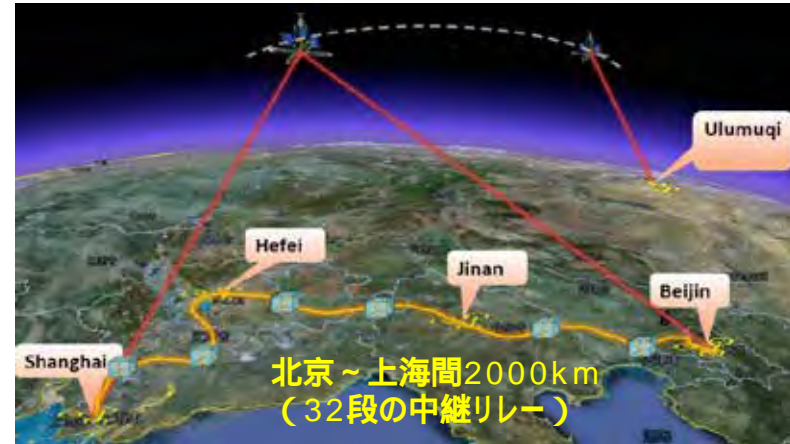 Ulumuqi
Hefei
Jinan
Beijin
Shanghai
北京～上海間2000km
(32段の中継リレー)